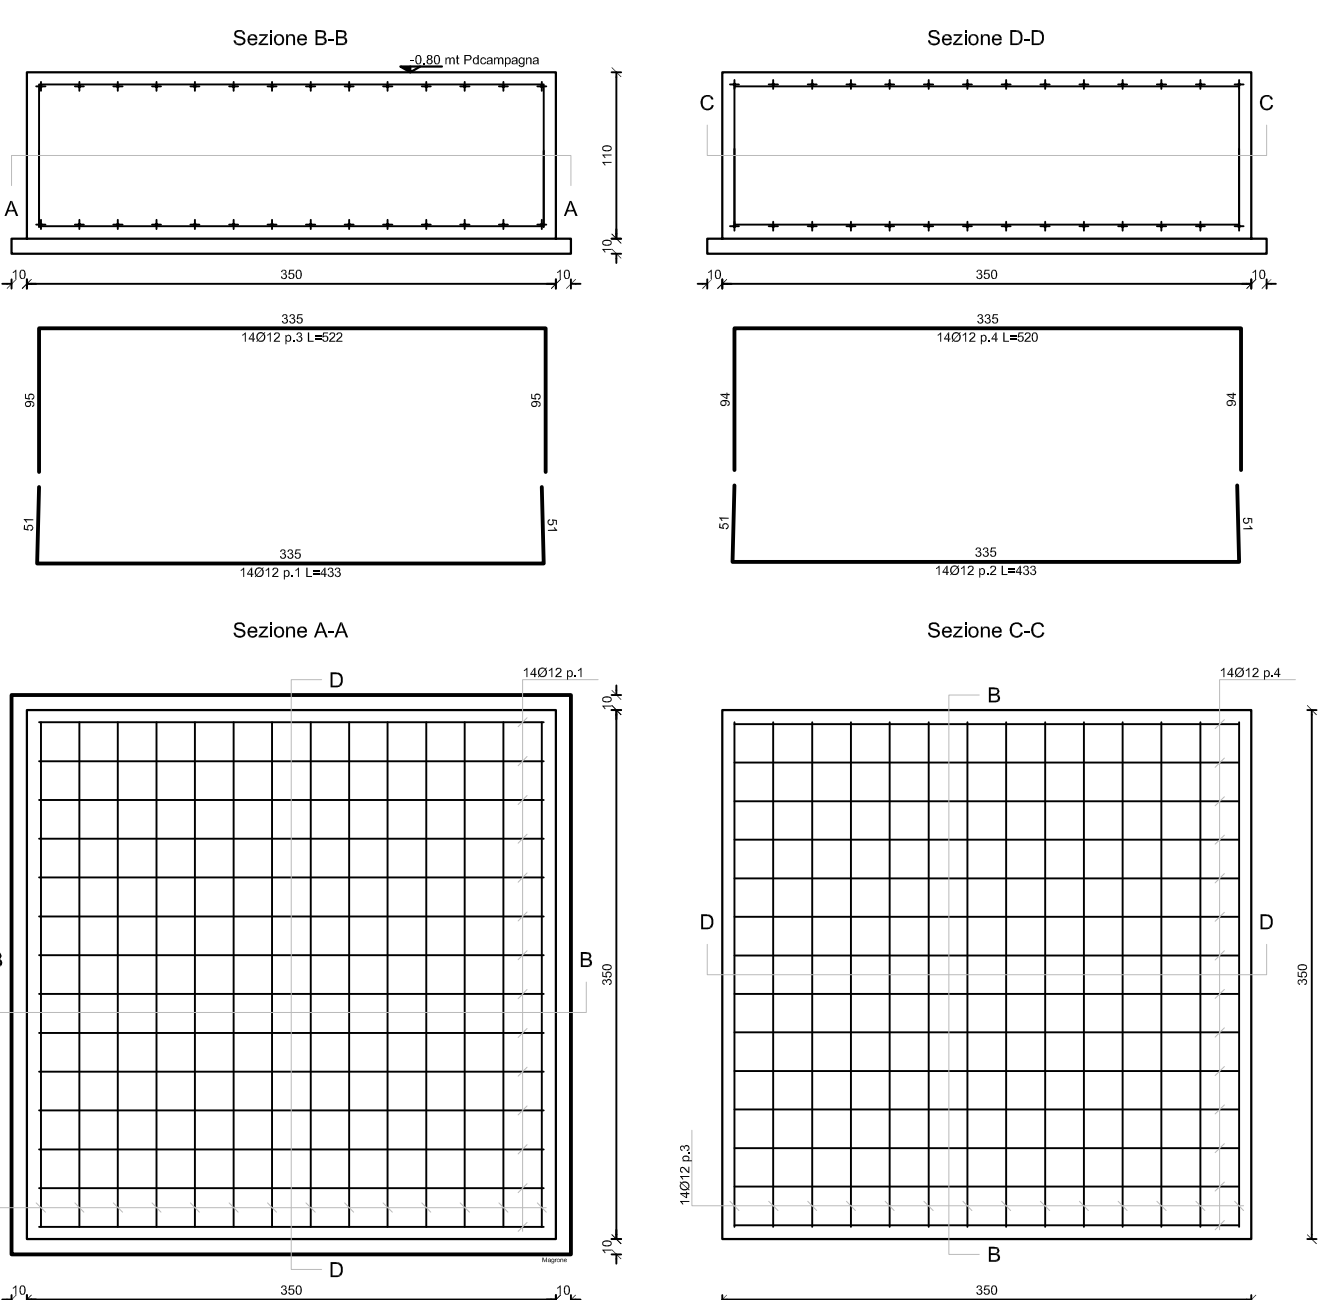 Sezione B-B
-0.80 mt Pdcampagna
A
A
110
10
10
350
10
335
14Ø12 p.3 L=522
95
95
51
51
335
14Ø12 p.1 L=433
Sezione D-D
C
C
10
350
10
335
14Ø12 p.4 L=520
94
94
51
51
335
14Ø12 p.2 L=433
Sezione A-A
D
14Ø12 p.1
10
B
350
10
Magrone
D
10
350
10
Sezione C-C
14Ø12 p.4
B
D
D
350
14Ø12 p.3
B
350